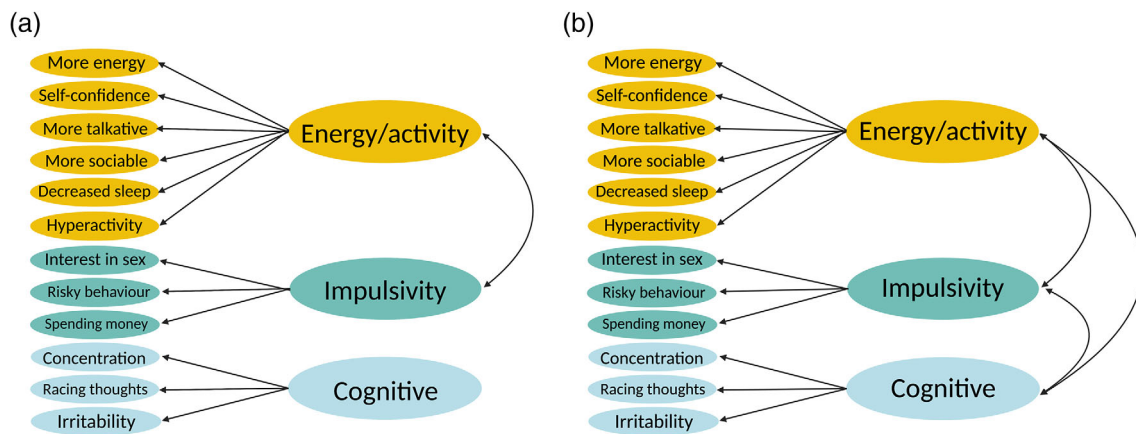 (a)
More energy
Self-confidence
More talkative
More sociable
Decreased sleep
Hyperactivity
Interest in sex
Risky behaviour
Spending money
Concentration
Racing thoughts
Irritability
Energy/activity
Impulsivity
Cognitive
(b)
More energy
Self-confidence
More talkative
More sociable
Decreased sleep
Hyperactivity
Interest in sex
Risky behaviour
Spending money
Concentration
Racing thoughts
Irritability
Energy/activity
Impulsivity
Cognitive